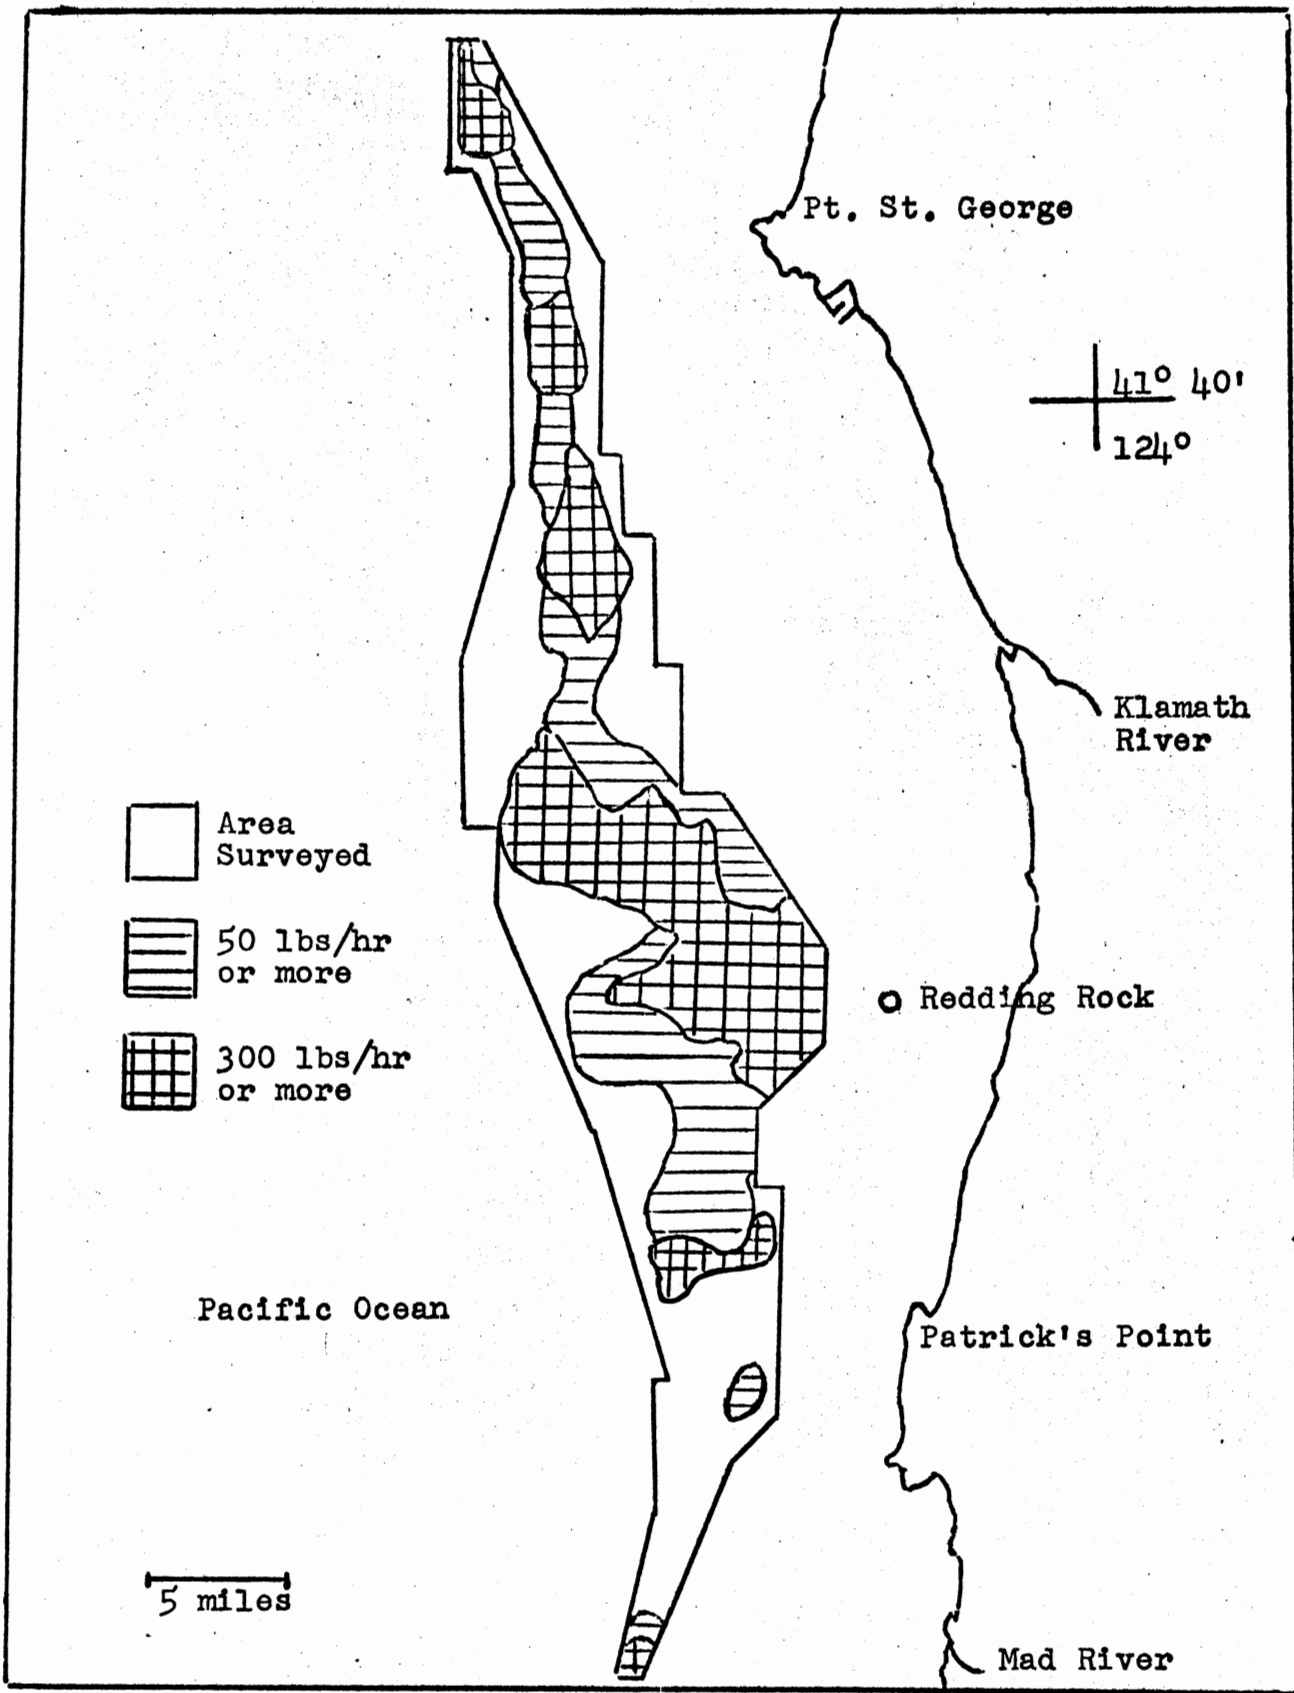 Pt. St. George
41° 40'
124°
Klamath
River
Area
Surveyed
50 lbs/hr
or more
Redding Rock
300 lbs/hr
or more
Pacific Ocean
Patrick's Point
5 miles
Mad River